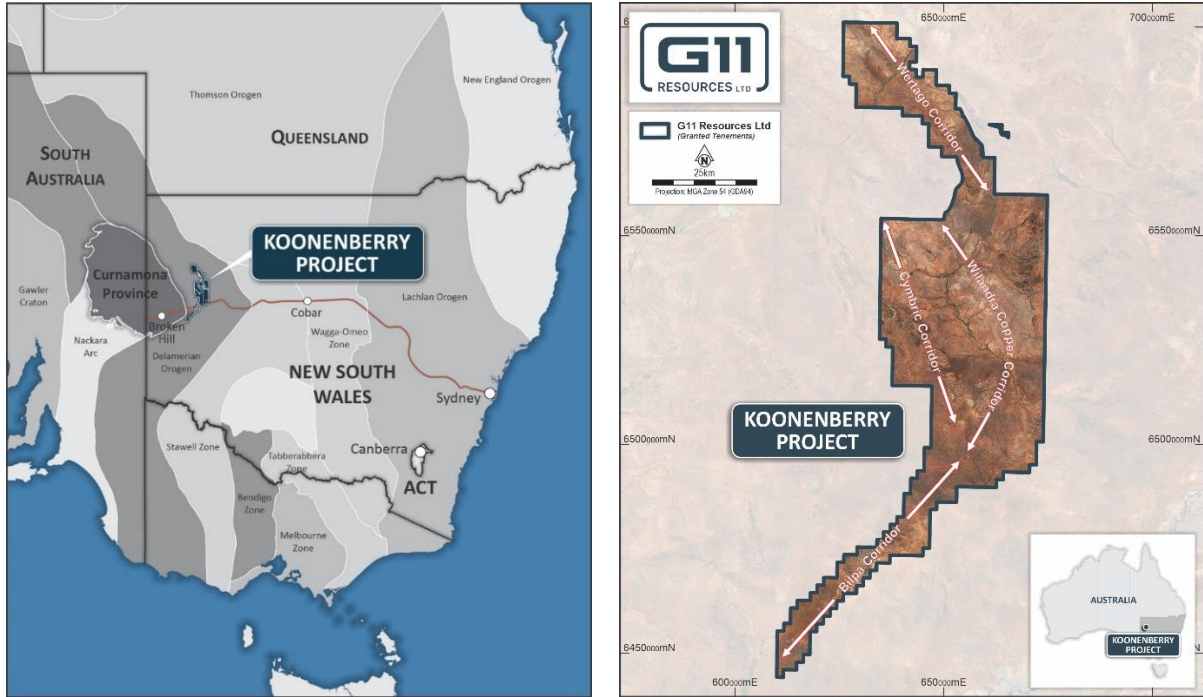 Thomson Orogen
New England Orogen
QUEENSLAND
SOUTH
AUSTRALIA
KOONENBERRY
PROJECT
Curnamona
Province
Gawler
Craton
Cobar
Lachlan Orogen
Broken
Hill
Wagga-Omeo
Zone
Nackara
Arc
Delamerian
Orogen
NEW SOUTH
WALES
Sydney
Stawell Zone
Tabberabbera
Zone
Canberra
ACT
Bendigo
Zone
Melbourne
Zone
650000mE
700000mE
G11
RESOURCES LTD
G11 Resources Ltd
(Granted Tenements)
N
25km
Projection: MGA Zone 54 (GDA94)
Wertago Corridor
6550000mN
6550000mN
Cymbric Corridor
Wilandra Copper Corridor
KOONENBERRY
PROJECT
6500000mN
6500000mN
Bilpa Corridor
AUSTRALIA
KOONENBERRY
PROJECT
6450000mN
600000mE
650000mE